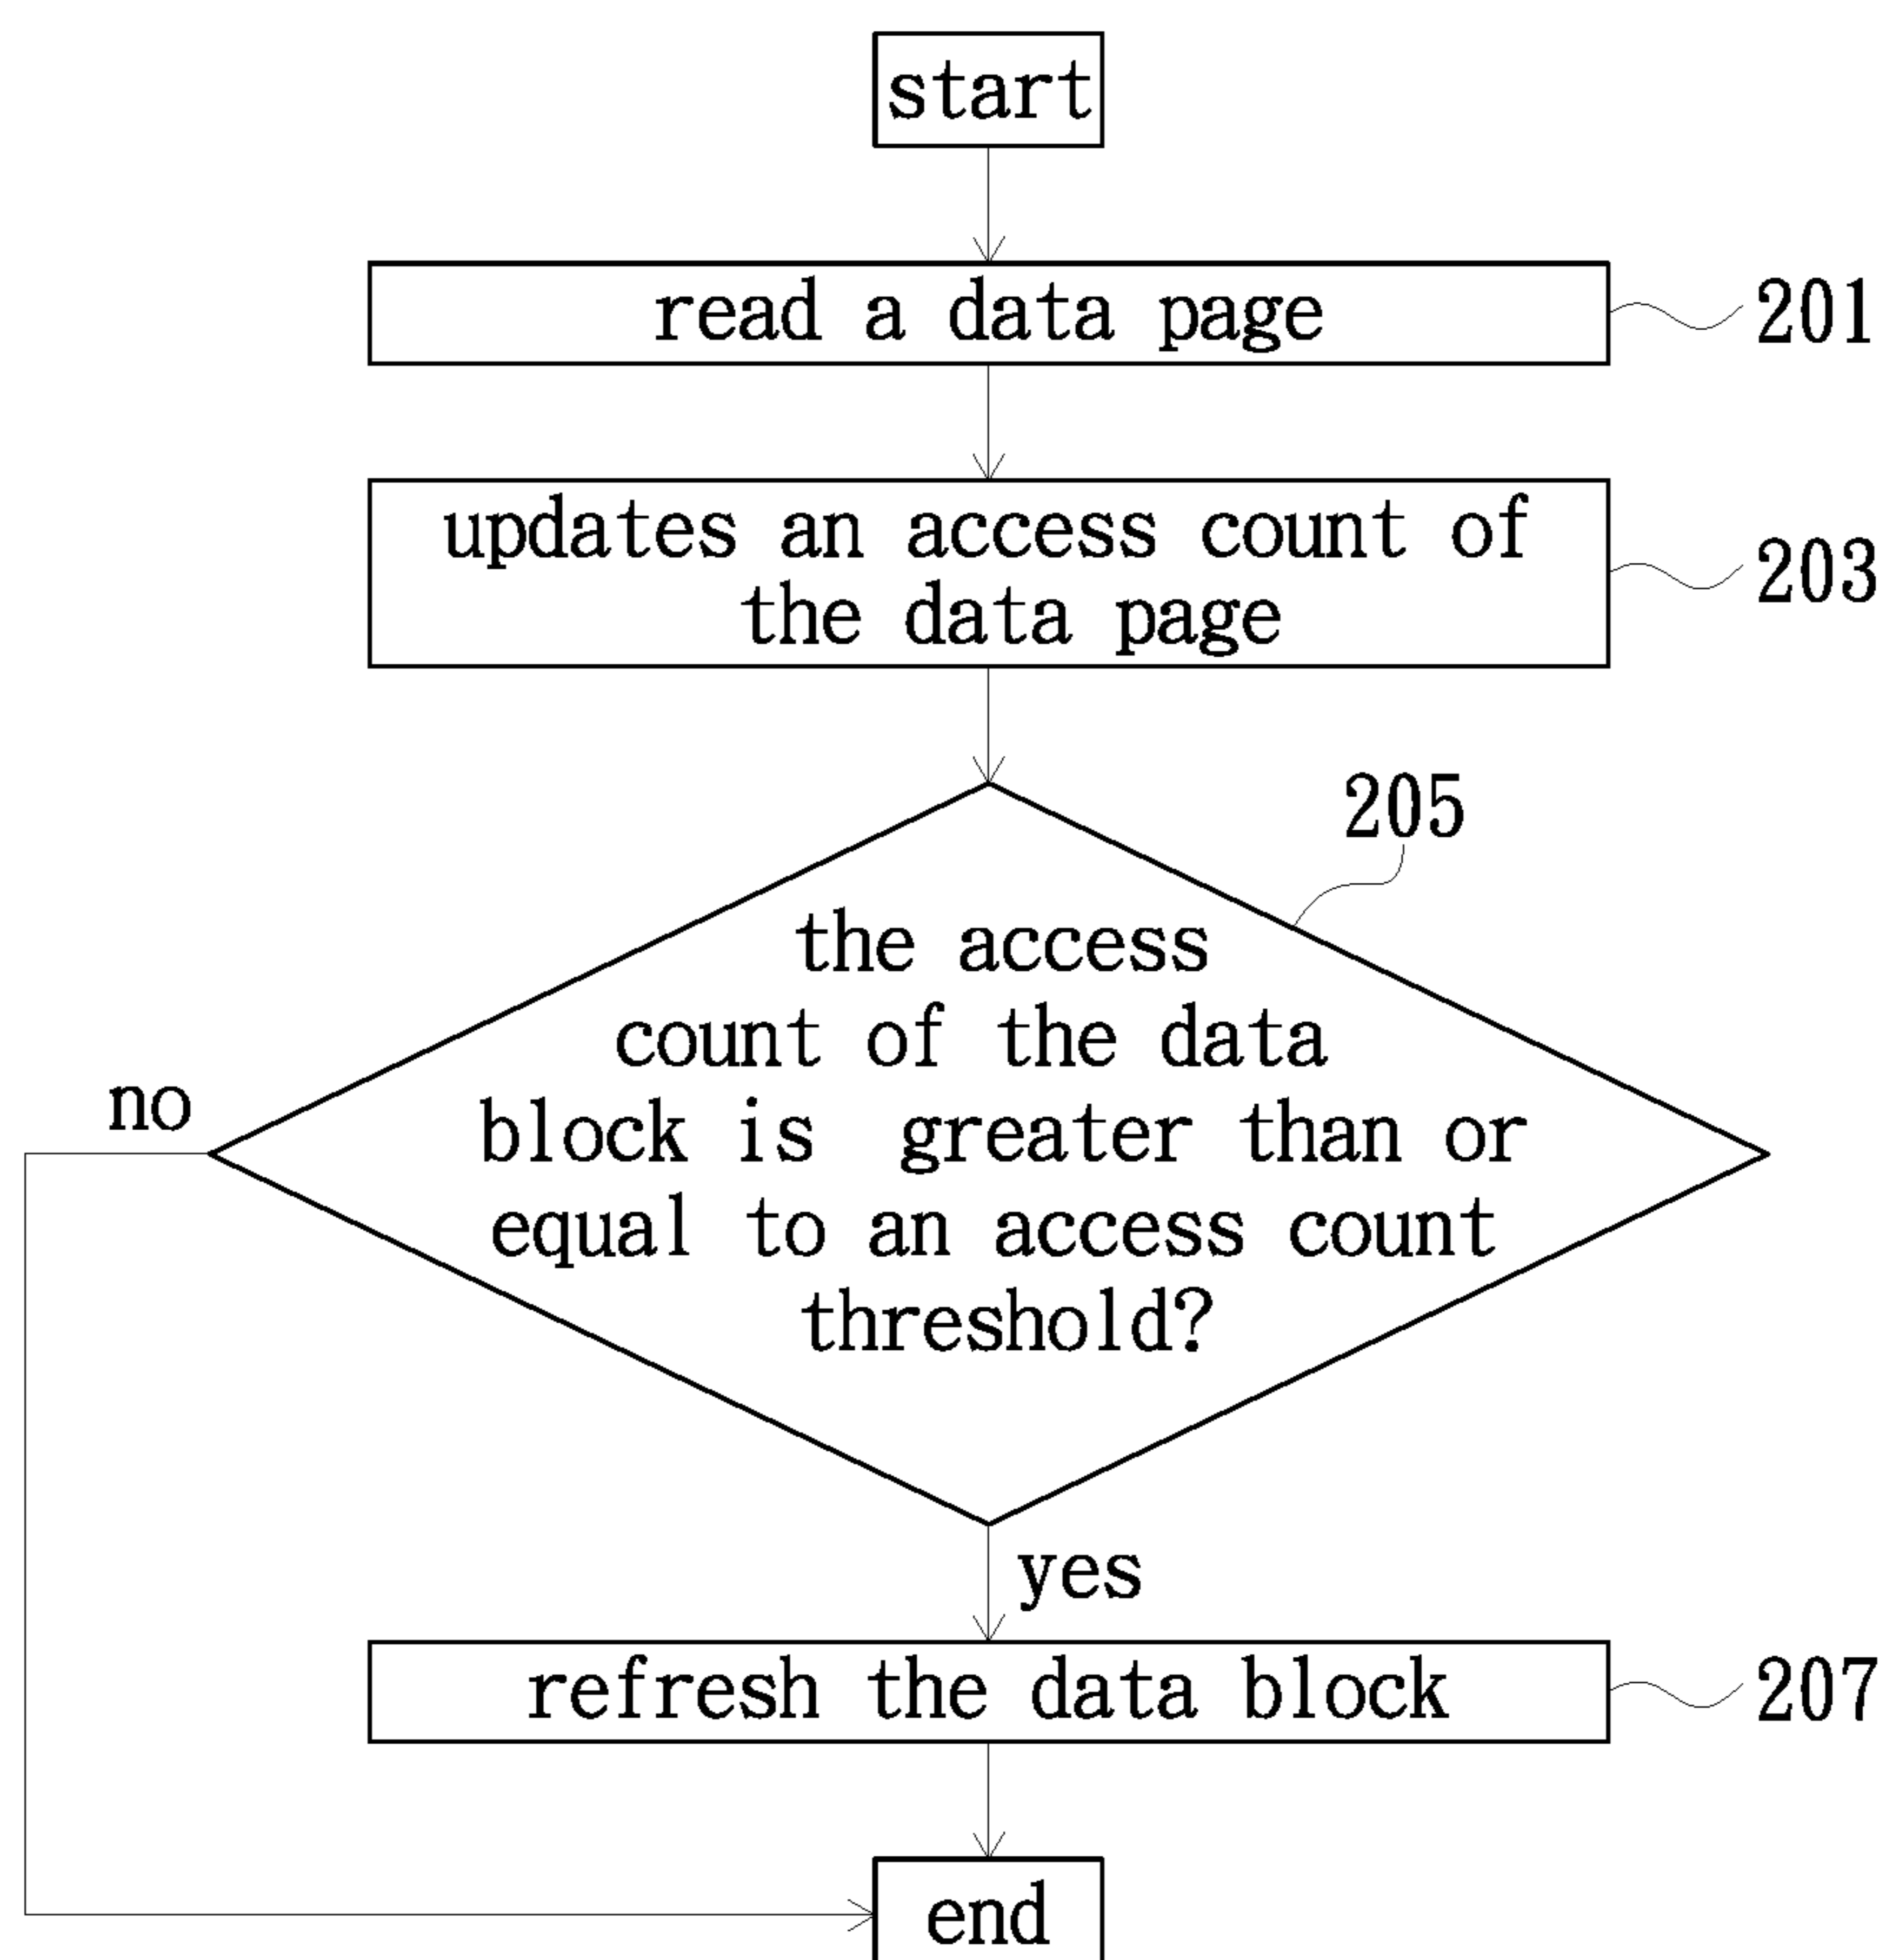 start
read a data page
201
updates an access count of
the data page
203
205
the access
count of the data
block is greater than or
equal to an access count
threshold?
no
yes
refresh the data block
207
end